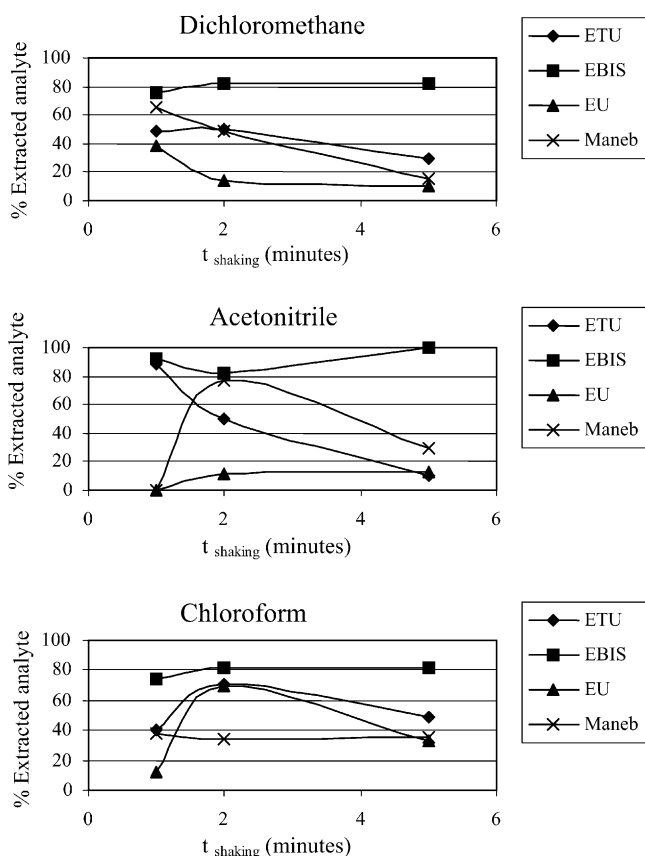 Dichloromethane
% Extracted analyte
100
80
60
40
20
0
0 2 4 6
t shaking (minutes)
ETU
EBIS
EU
Maneb
Acetonitrile
% Extracted analyte
100
80
60
40
20
0
0 2 4 6
t shaking (minutes)
ETU
EBIS
EU
Maneb
Chloroform
% Extracted analyte
100
80
60
40
20
0
0 2 4 6
t shaking (minutes)
ETU
EBIS
EU
Maneb